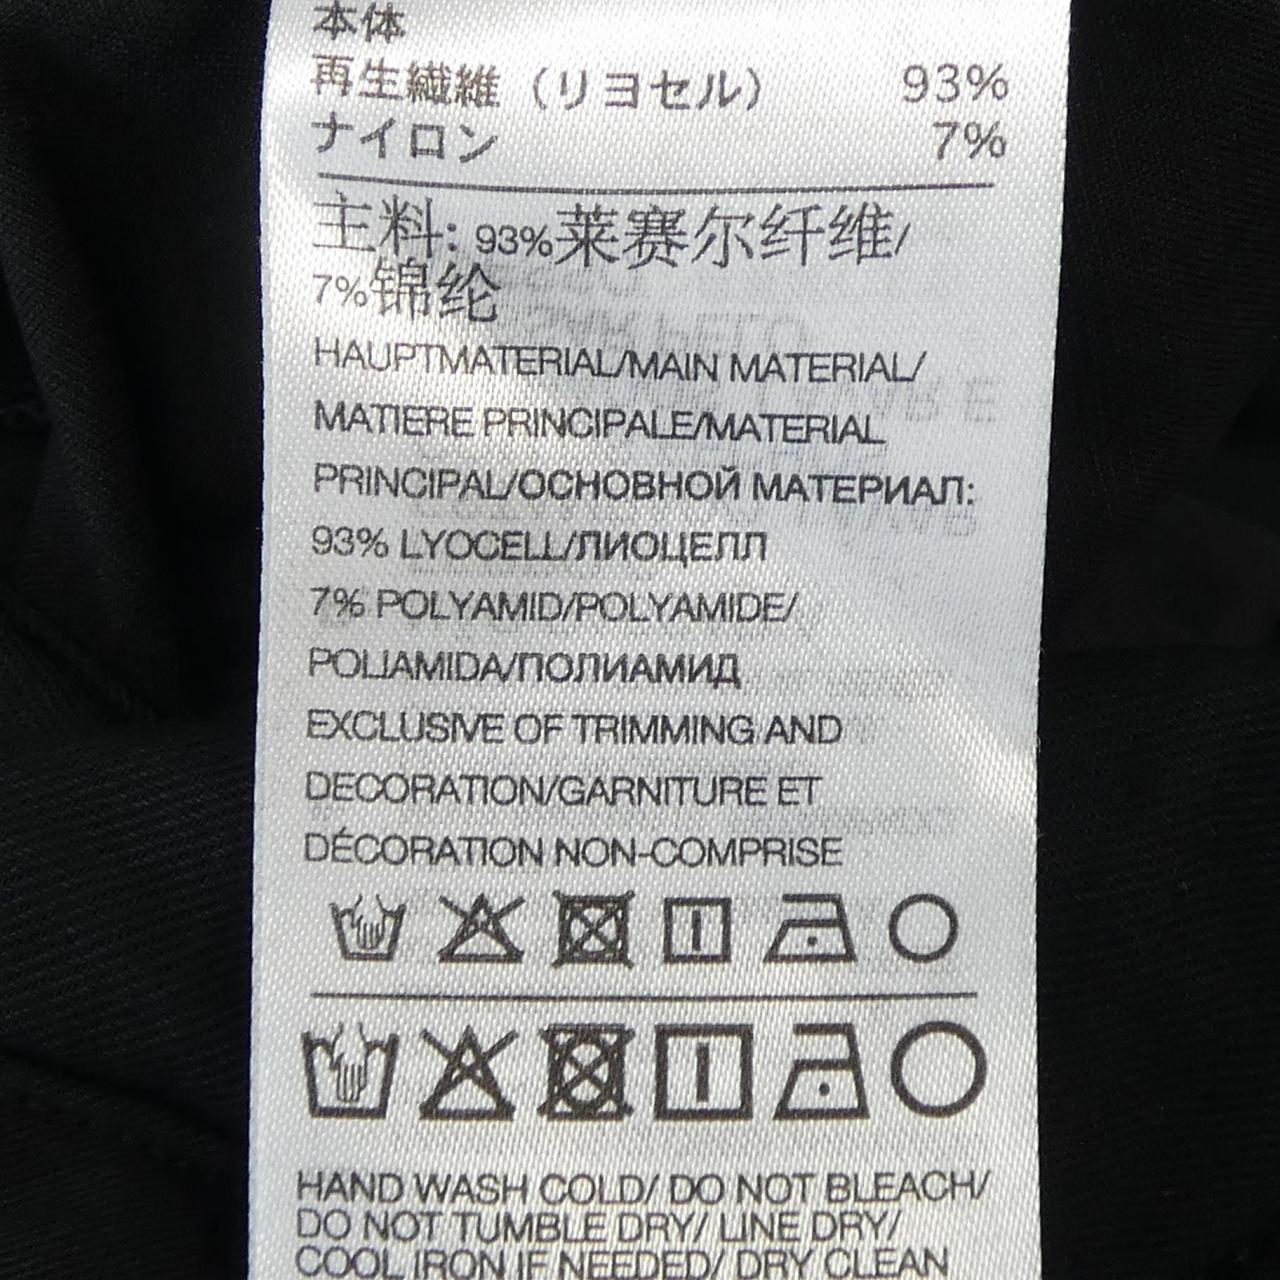 本体
再生繊維（リヨセル） 93%
ナイロン 7%
主料: 93%莱赛尔纤维/
7%锦纶
HAUPTMATERIAL/MAIN MATERIAL/
MATIERE PRINCIPALE/MATERIAL
PRINCIPAL/ОСНОВНОЙ МАТЕРИАЛ:
93% LYOCELL/ЛИОЦЕЛЛ
7% POLYAMID/POLYAMIDE/
POLIAMIDA/ПОЛИАМИД
EXCLUSIVE OF TRIMMING AND
DECORATION/GARNITURE ET
DÉCORATION NON-COMPRISE
HAND WASH COLD/ DO NOT BLEACH/
DO NOT TUMBLE DRY/ LINE DRY/
COOL IRON IF NEEDED/ DRY CLEAN